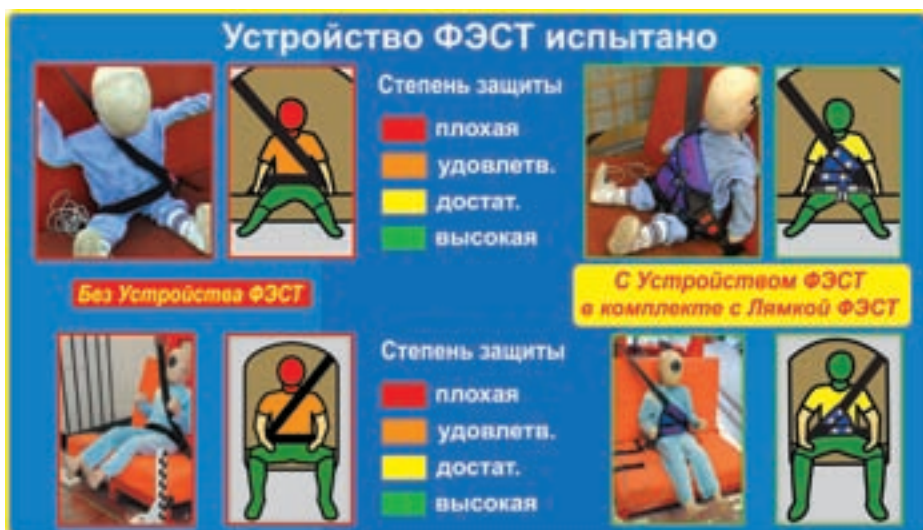 Устройство ФЭСТ испытано
Степень защиты
плохая
удовлетв.
достат.
высокая
Без Устройства ФЭСТ
С Устройством ФЭСТ
в комплекте с Лямкой ФЭСТ
Степень защиты
плохая
удовлетв.
достат.
высокая